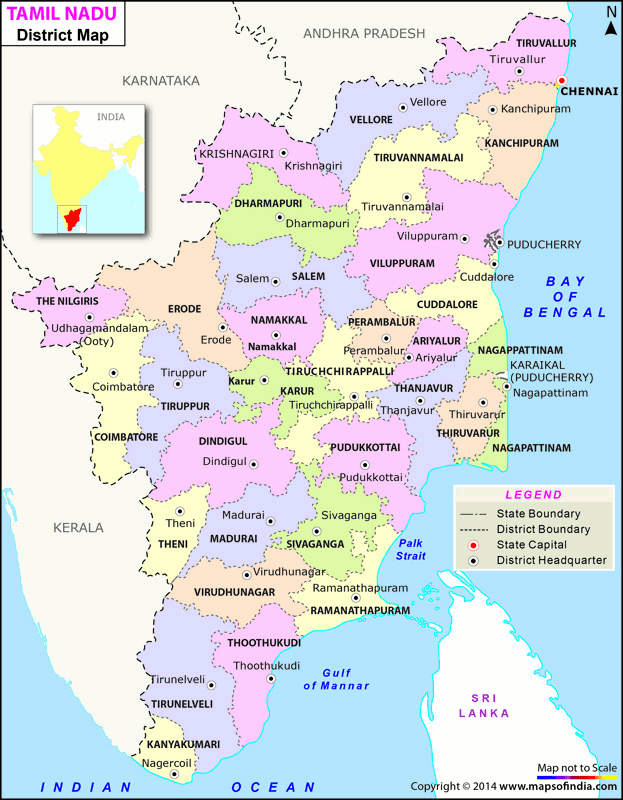 TAMIL NADU
District Map
N
ANDHRA PRADESH
KARNATAKA
INDIA
TIRUVALLUR
Tiruvallur
CHENNAI
Vellore
VELLORE
Kanchipuram
KANCHIPURAM
KRISHNAGIRI
Krishnagiri
TIRUVANNAMALAI
Tiruvannamalai
DHARMAPURI
Dharmapuri
Viluppuram
VILUPPURAM
PUDUCHERRY
Cuddalore
CUDDALORE
Salem
SALEM
BAY
OF
BENGAL
THE NILGIRIS
Udhagamandalam
(Ooty)
ERODE
Erode
NAMAKKAL
Namakkal
PERAMBALUR
Perambalur
ARIYALUR
Ariyalur
NAGAPPATTINAM
KARAIKAL
(PUDUCHERRY)
Nagapattinam
Coimbatore
COIMBATORE
Tiruppur
TIRUPPUR
Karur
KARUR
TIRUCHCHIRAPPALLI
Tiruchchirappalli
THANJAVUR
Thanjavur
Thiruvarur
THIRUVARUR
NAGAPATTINAM
DINDIGUL
Dindigul
PUDUKKOTTAI
Pudukkottai
KERALA
Theni
THENI
Madurai
MADURAI
Sivaganga
SIVAGANGA
Palk
Strait
LEGEND
State Boundary
District Boundary
State Capital
District Headquarter
Virudhunagar
VIRUDHUNAGAR
Ramanathapuram
RAMANATHAPURAM
THOOTHUKUDI
Thoothukudi
Tirunelveli
TIRUNELVELI
Gulf
of Mannar
SRI
LANKA
KANYAKUMARI
Nagercoil
INDIAN OCEAN
Map not to Scale
Copyright © 2014 www.mapsofindia.com